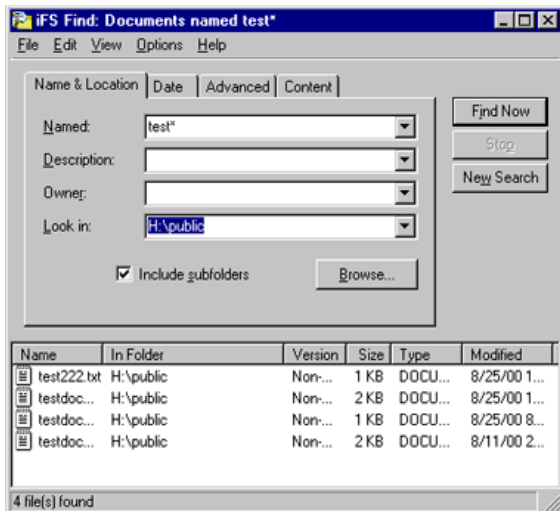 iFS Find: Documents named test*
File Edit View Options Help
Name & Location Date Advanced Content
Named: test*
Description:
Owner:
Look in: H:\public
Include subfolders
Browse...
Find Now
Stop
New Search
Name In Folder Version Size Type Modified
test222.txt H:\public Non-... 1 KB DOCU... 8/25/00 1...
testdoc... H:\public Non-... 2 KB DOCU... 8/25/00 1...
testdoc... H:\public Non-... 1 KB DOCU... 8/25/00 8...
testdoc... H:\public Non-... 2 KB DOCU... 8/11/00 2...
4 file(s) found